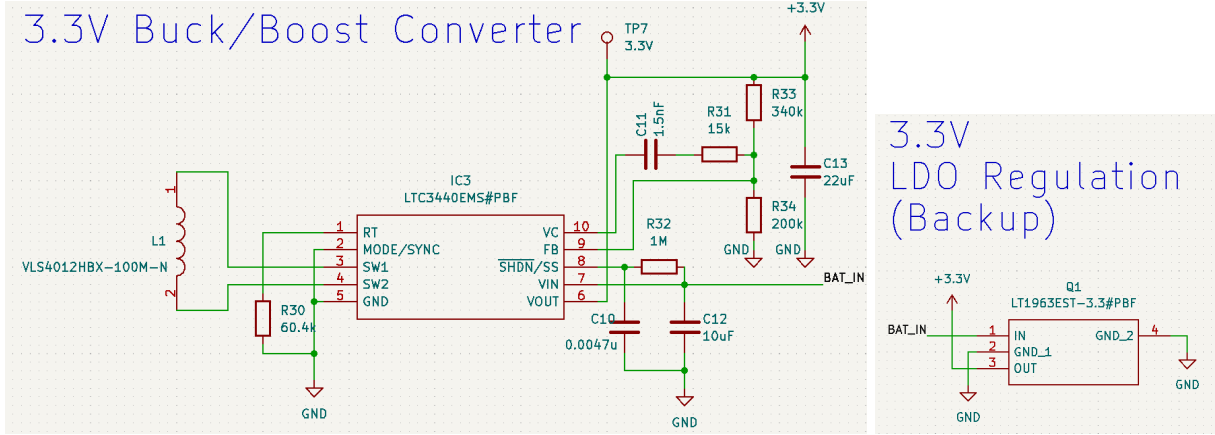 3.3V Buck/Boost Converter
TP7
3.3V
+3.3V
R33
340k
R31
15k
C11
1.5nF
C13
22uF
IC3
LTC3440EMS#PBF
R34
200k
GND
GND
1
L1
VLS4012HBX-100M-N
2
1 RT
2 MODE/SYNC
3 SW1
4 SW2
5 GND
VC 10
FB 9
SHDN/SS 8
VIN 7
VOUT 6
R32
1M
BAT_IN
R30
60.4k
C10
0.0047u
C12
10uF
GND
GND
3.3V
LDO Regulation
(Backup)
+3.3V
Q1
LT1963EST-3.3#PBF
BAT_IN
1 IN
2 GND_1
3 OUT
GND_2 4
GND
GND